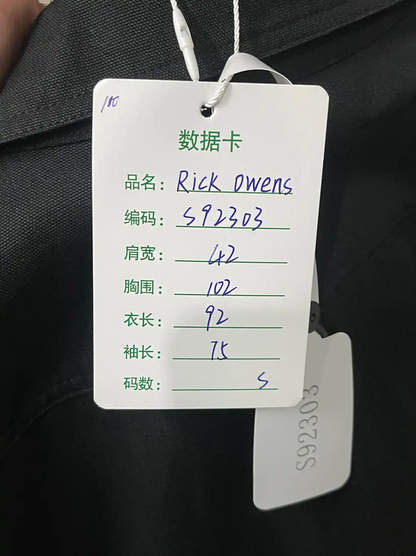 100
数据卡
品名: Rick Owens
编码: S92303
肩宽: 42
胸围: 102
衣长: 92
袖长: 75
码数: S
S92303